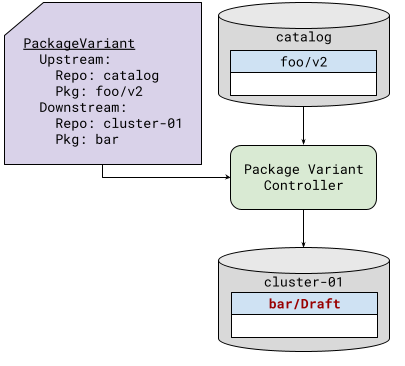 PackageVariant
Upstream:
Repo: catalog
Pkg: foo/v2
Downstream:
Repo: cluster-01
Pkg: bar
catalog
foo/v2
Package Variant
Controller
cluster-01
bar/Draft